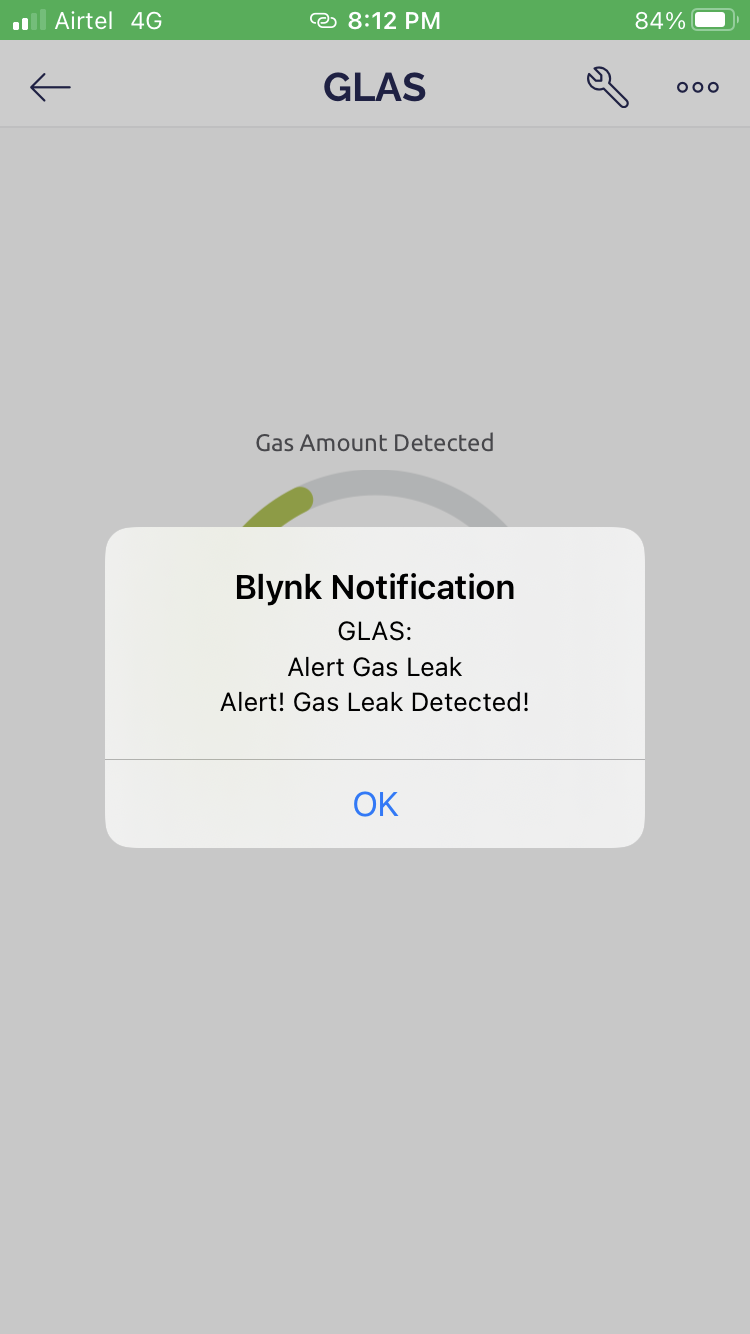 Airtel 4G 8:12 PM 84%
GLAS
Gas Amount Detected
Blynk Notification
GLAS:
Alert Gas Leak
Alert! Gas Leak Detected!
OK